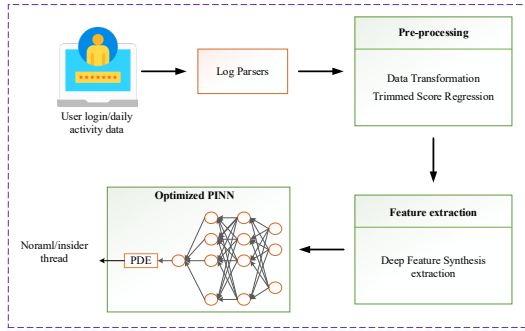 User login/daily
activity data
Log Parsers
Pre-processing
Data Transformation
Trimmed Score Regression
Feature extraction
Deep Feature Synthesis
extraction
Optimized PINN
PDE
Noraml/insider
thread